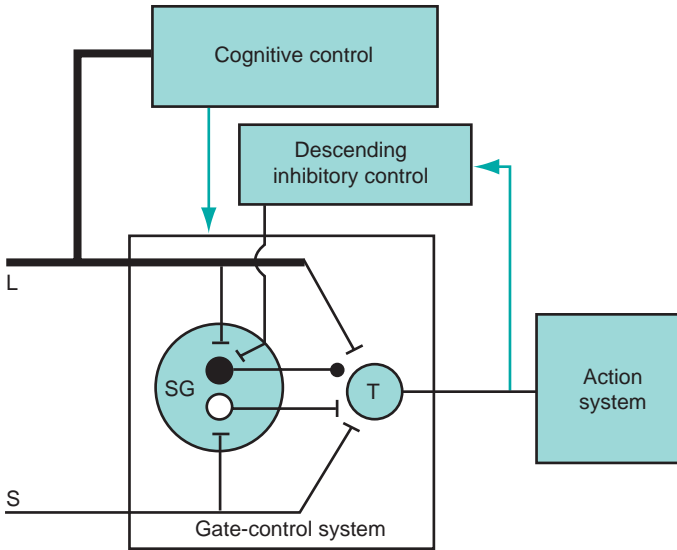 Cognitive control
Descending
inhibitory control
L
SG
T
Action
system
S
Gate-control system